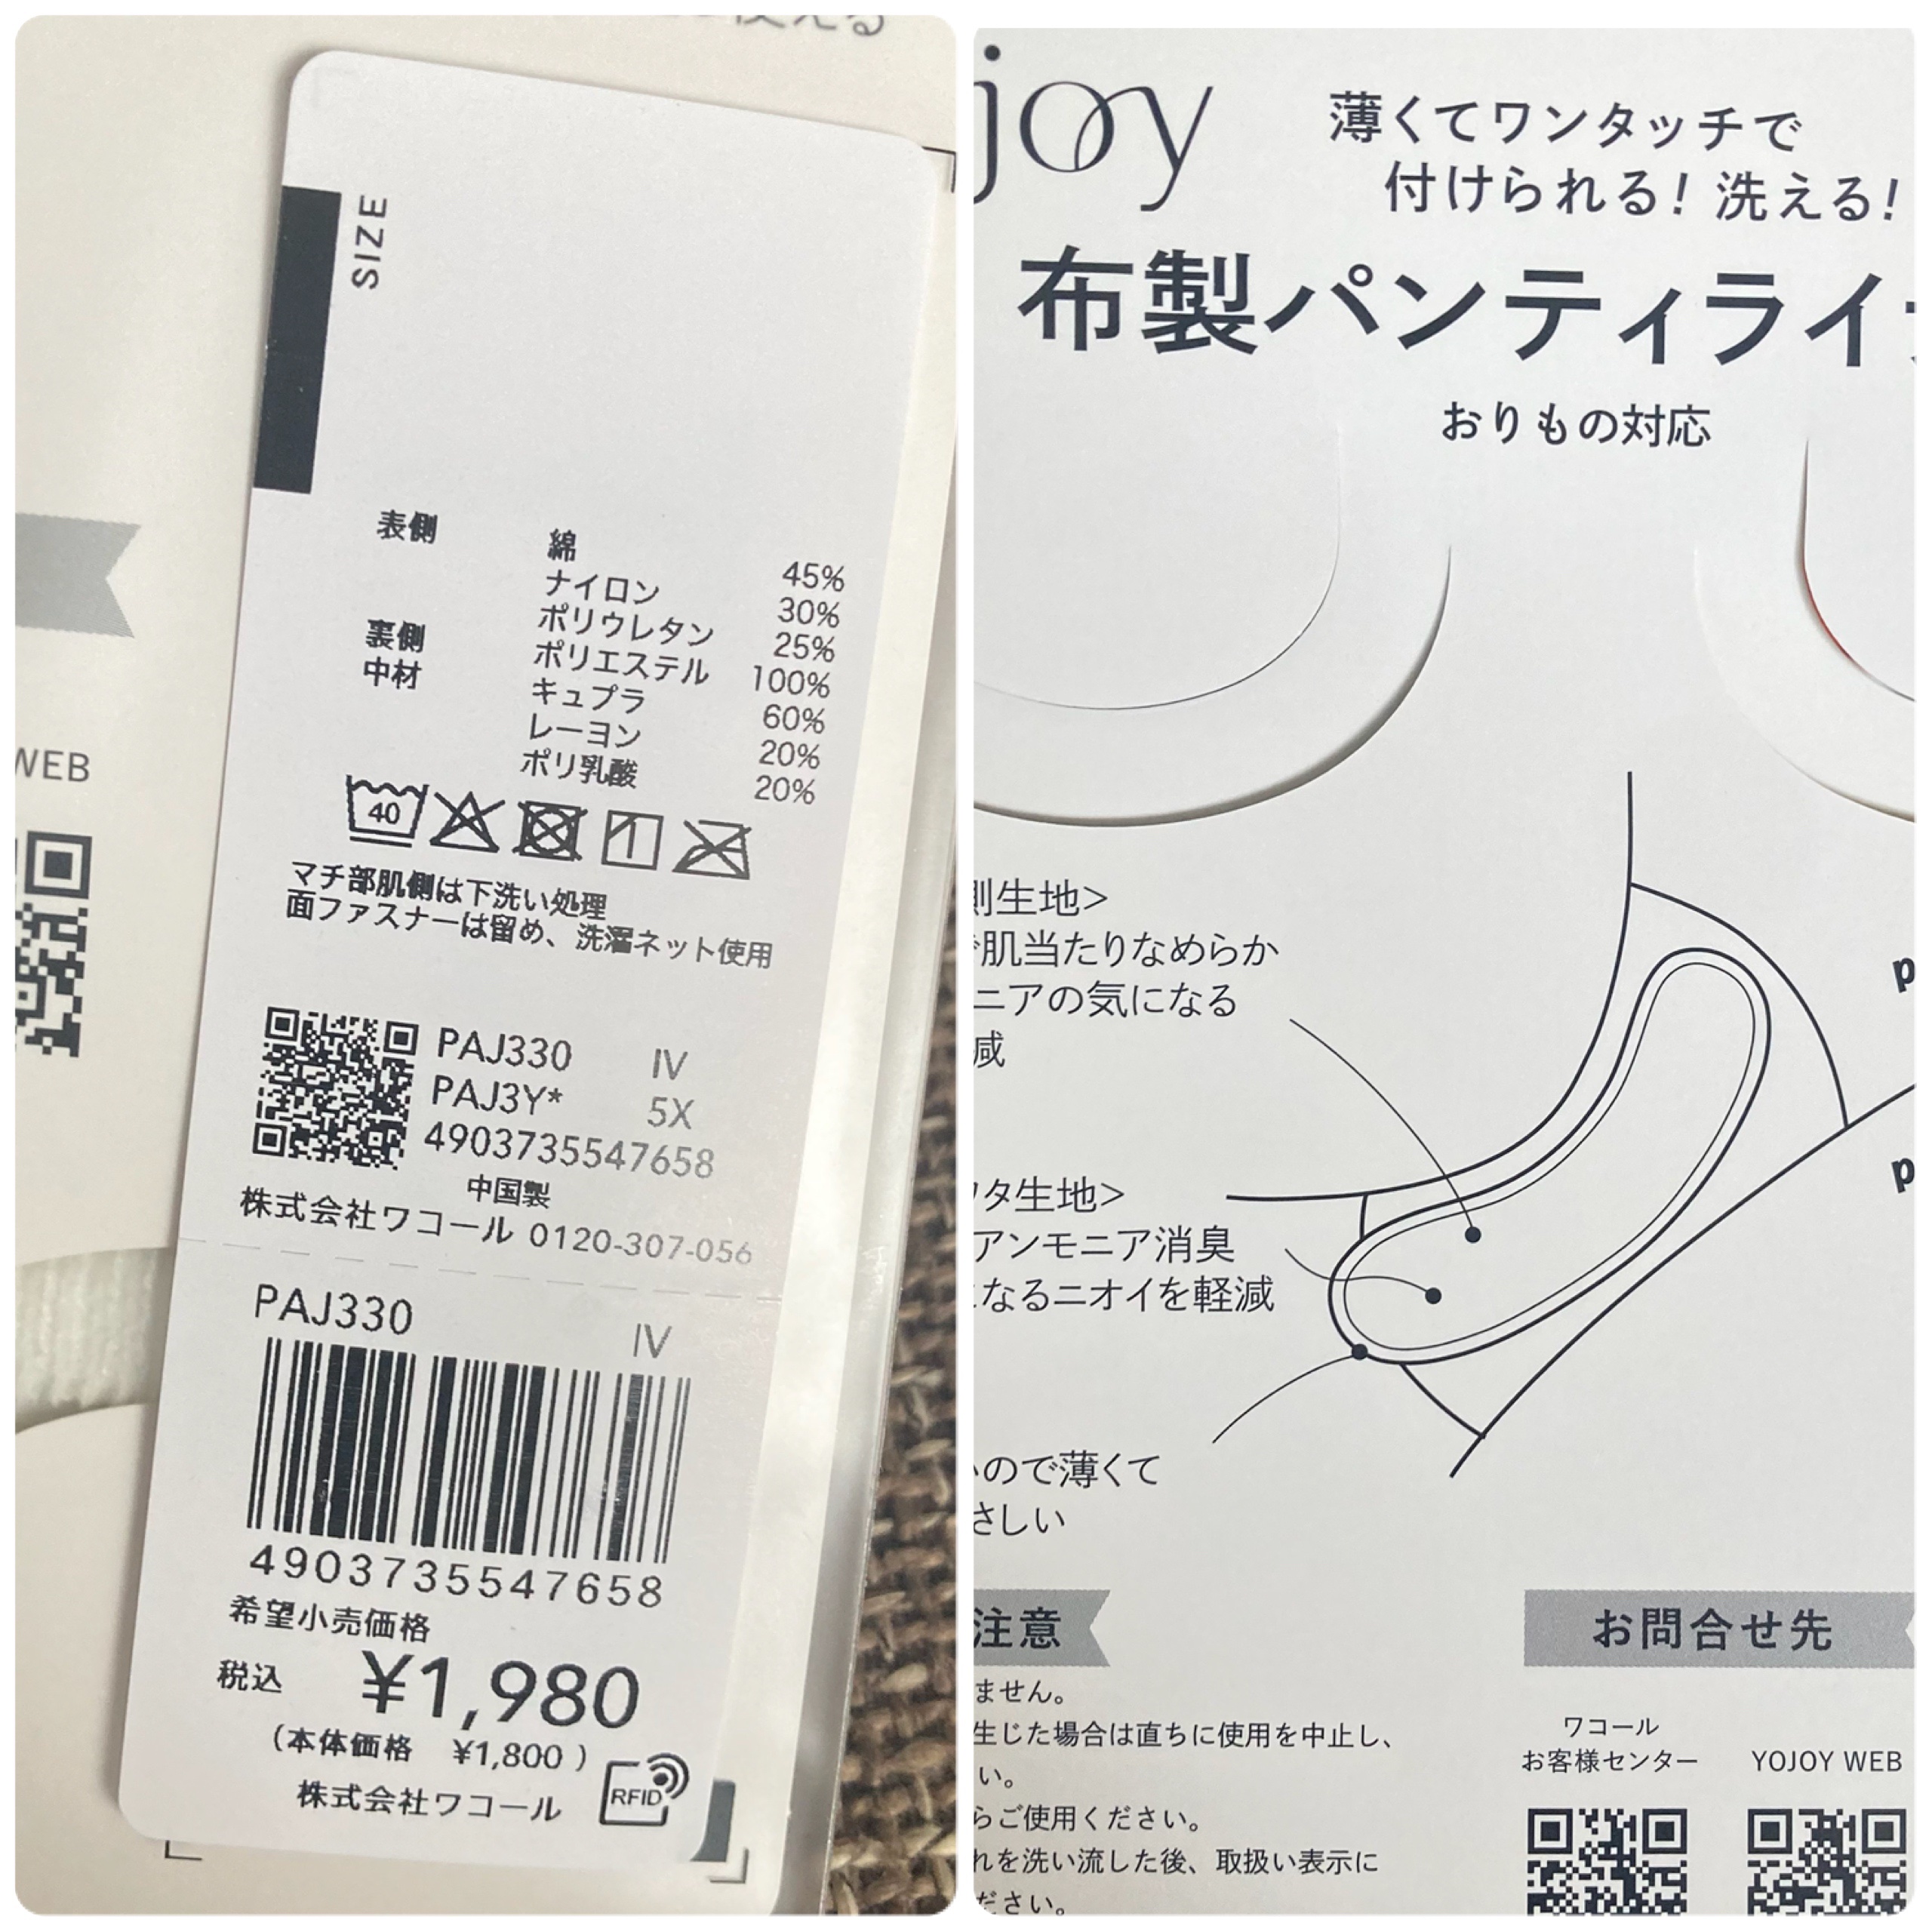 使える
SIZE
表側 綿 45%
ナイロン 30%
ポリウレタン 25%
裏側 ポリエステル 100%
中材 キュプラ 60%
レーヨン 20%
ポリ乳酸 20%
40
マチ部肌側は下洗い処理
面ファスナーは留め、洗濯ネット使用
WEB
PAJ330 IV
PAJ3Y* 5X
4903735547658
中国製
株式会社ワコール 0120-307-056
PAJ330 IV
4903735547658
希望小売価格
税込 ¥1,980
(本体価格 ¥1,800 )
株式会社ワコール
RFID
joy
薄くてワンタッチで
付けられる! 洗える!
布製パンティライ
おりもの対応
側生地>
肌当たりなめらか
ニアの気になる
減
ワタ生地>
アンモニア消臭
になるニオイを軽減
ので薄くて
さしい
p
p
注意
ません。
生じた場合は直ちに使用を中止し、
い。
らご使用ください。
れを洗い流した後、取扱い表示に
ださい。
お問合せ先
ワコール
お客様センター
YOJOY WEB